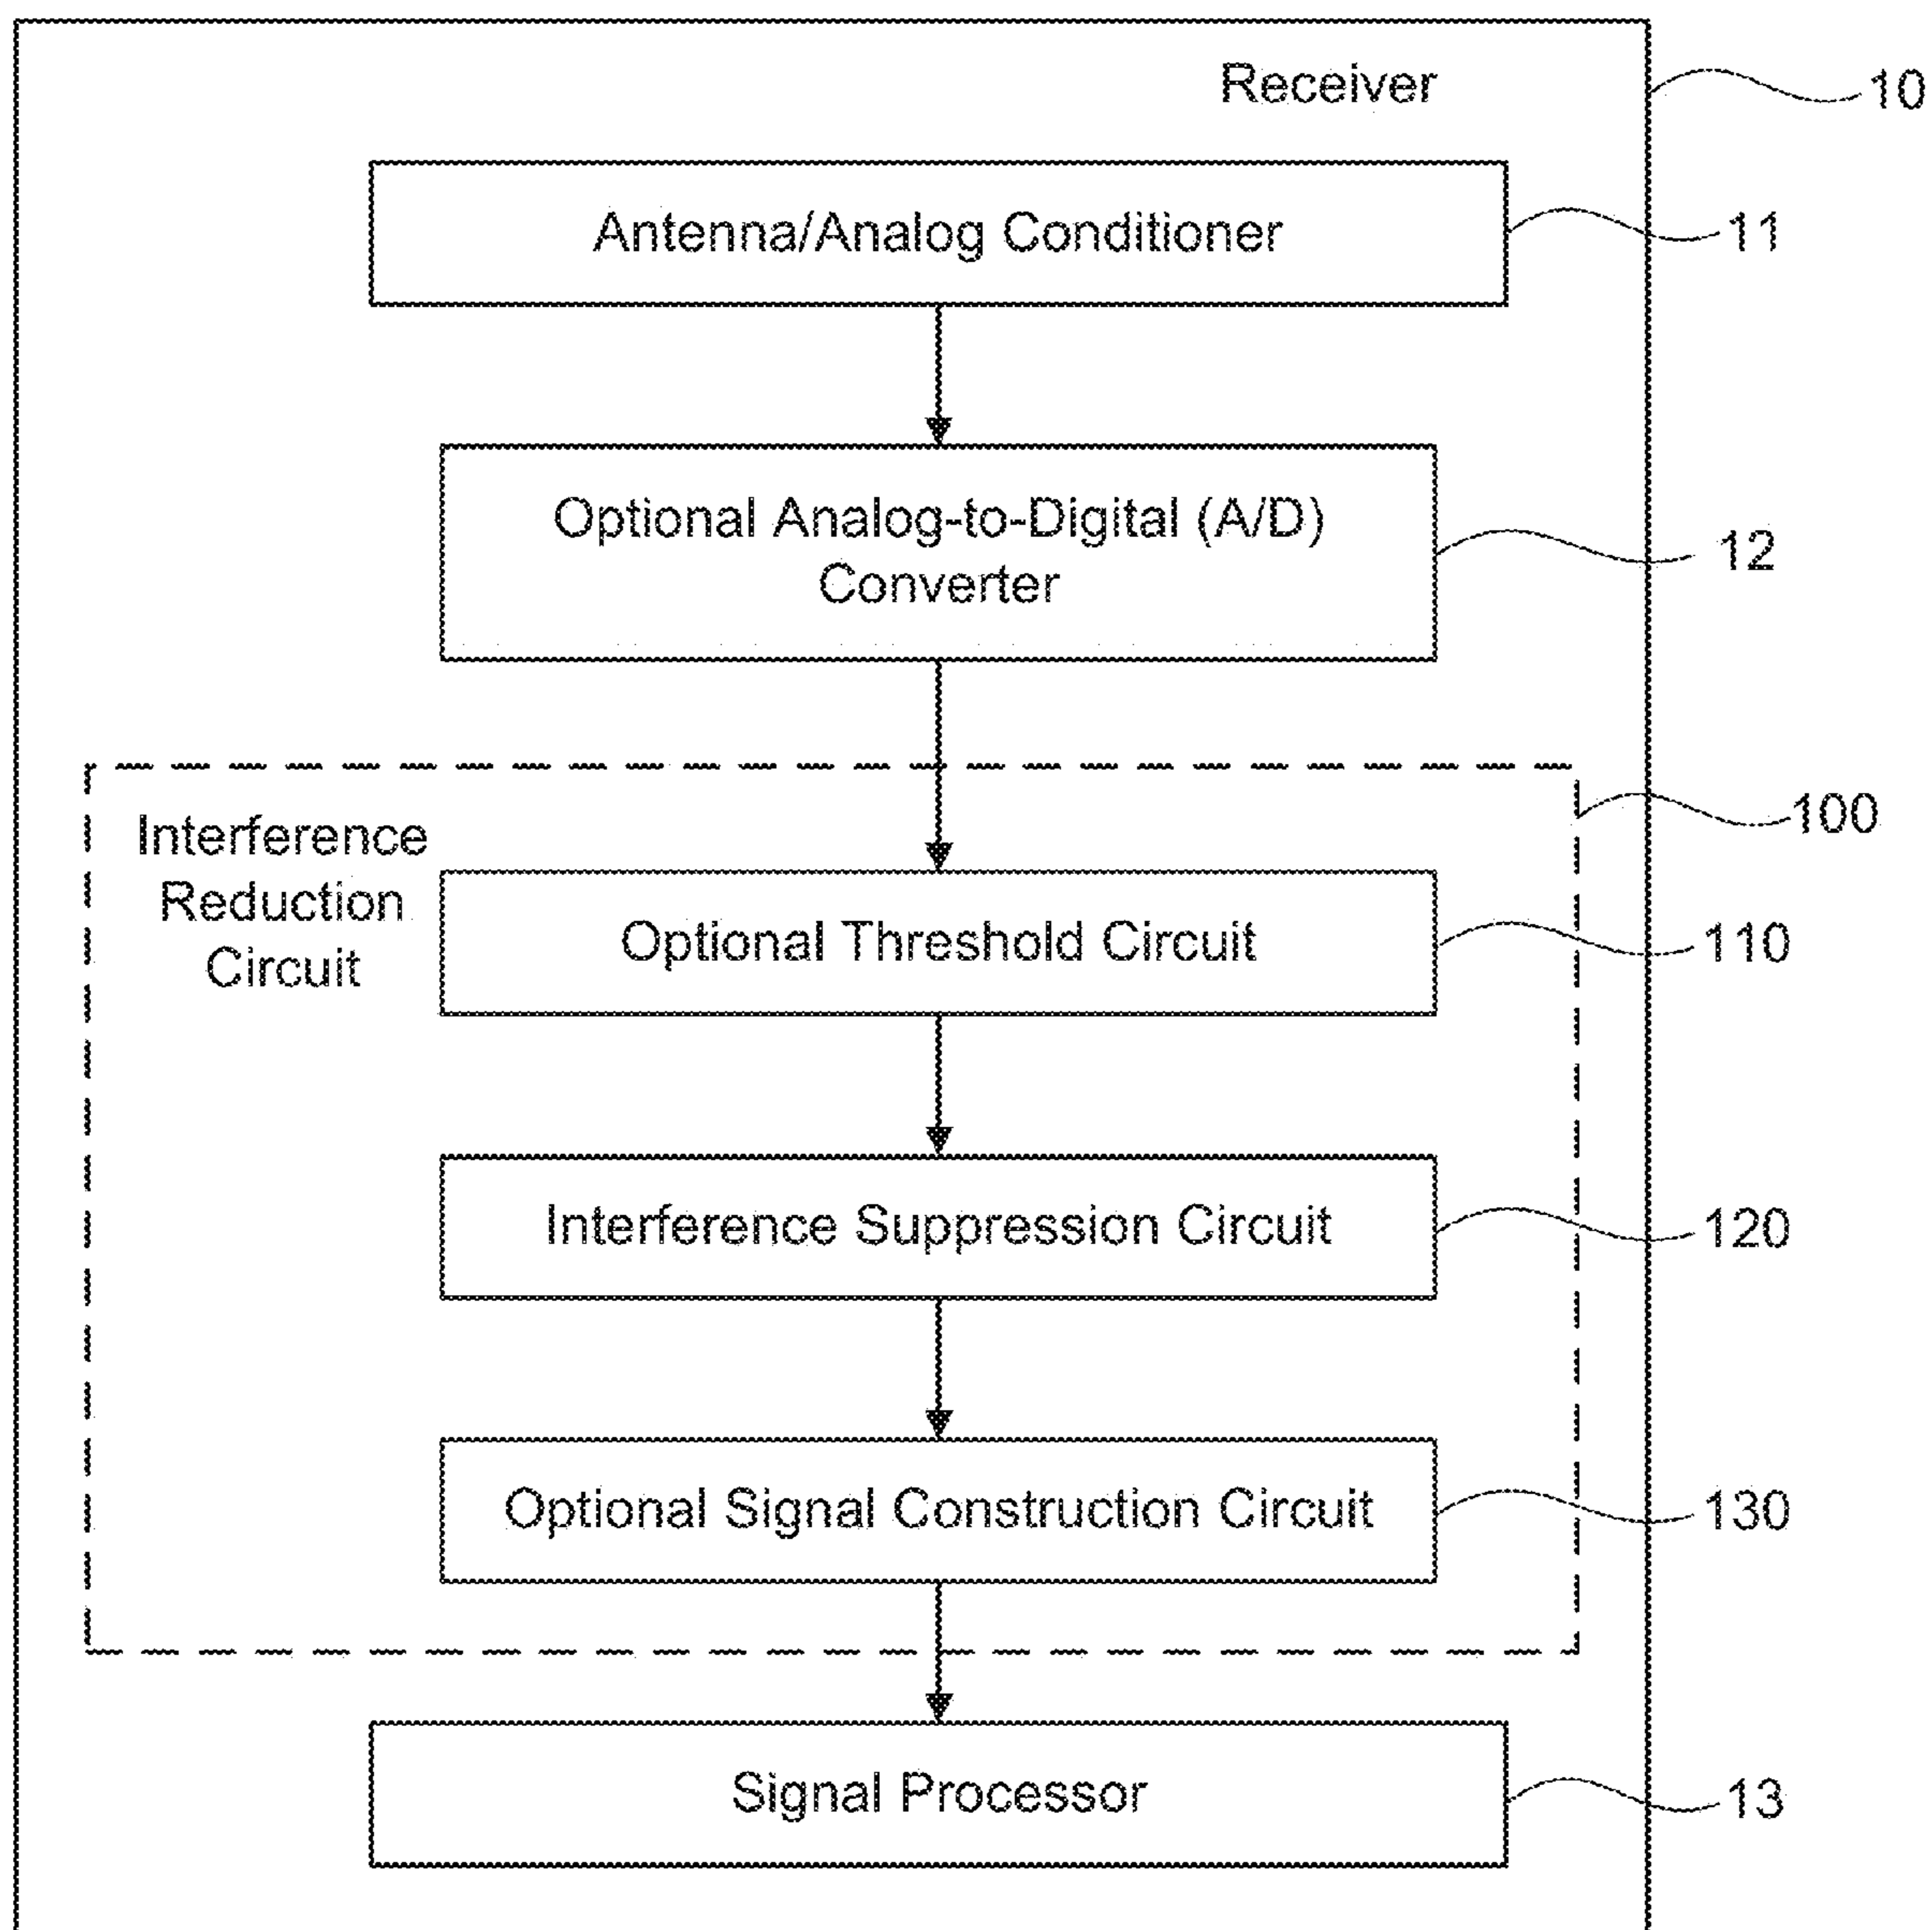 Receiver
10
Antenna/Analog Conditioner
11
Optional Analog-to-Digital (A/D)
Converter
12
Interference
Reduction
Circuit
100
Optional Threshold Circuit
110
Interference Suppression Circuit
120
Optional Signal Construction Circuit
130
Signal Processor
13